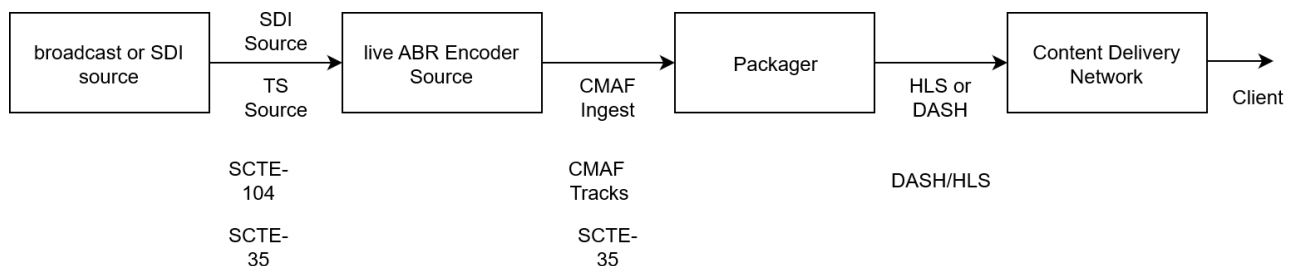 broadcast or SDI
source
SDI
Source
TS
Source
live ABR Encoder
Source
CMAF
Ingest
Packager
HLS or
DASH
Content Delivery
Network
Client
SCTE-
104
CMAF
Tracks
DASH/HLS
SCTE-
35
SCTE-
35